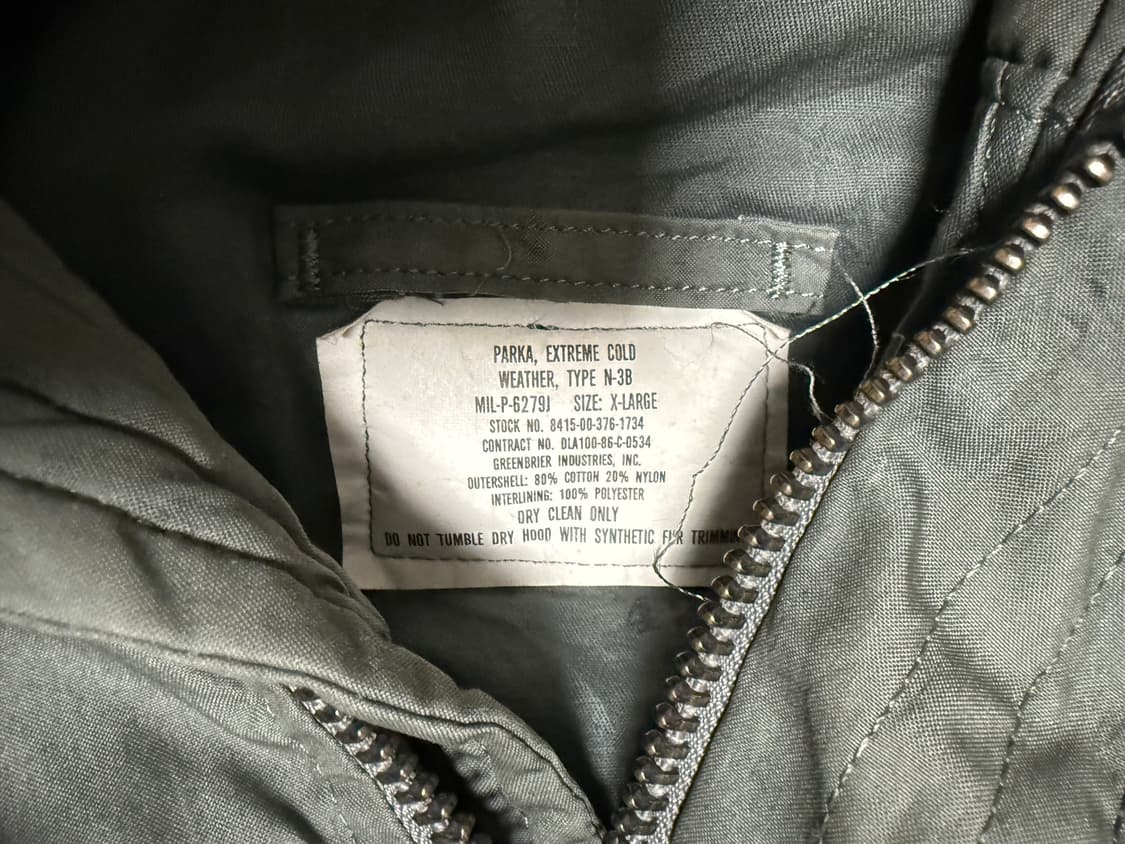 PARKA, EXTREME COLD
WEATHER, TYPE N-3B
MIL-P-6279J SIZE: X-LARGE
STOCK NO. 8415-00-376-1734
CONTRACT NO. DLA100-86-C-0534
GREENBRIER INDUSTRIES, INC.
OUTERSHELL: 80% COTTON 20% NYLON
INTERLINING: 100% POLYESTER
DRY CLEAN ONLY
DO NOT TUMBLE DRY HOOD WITH SYNTHETIC FUR